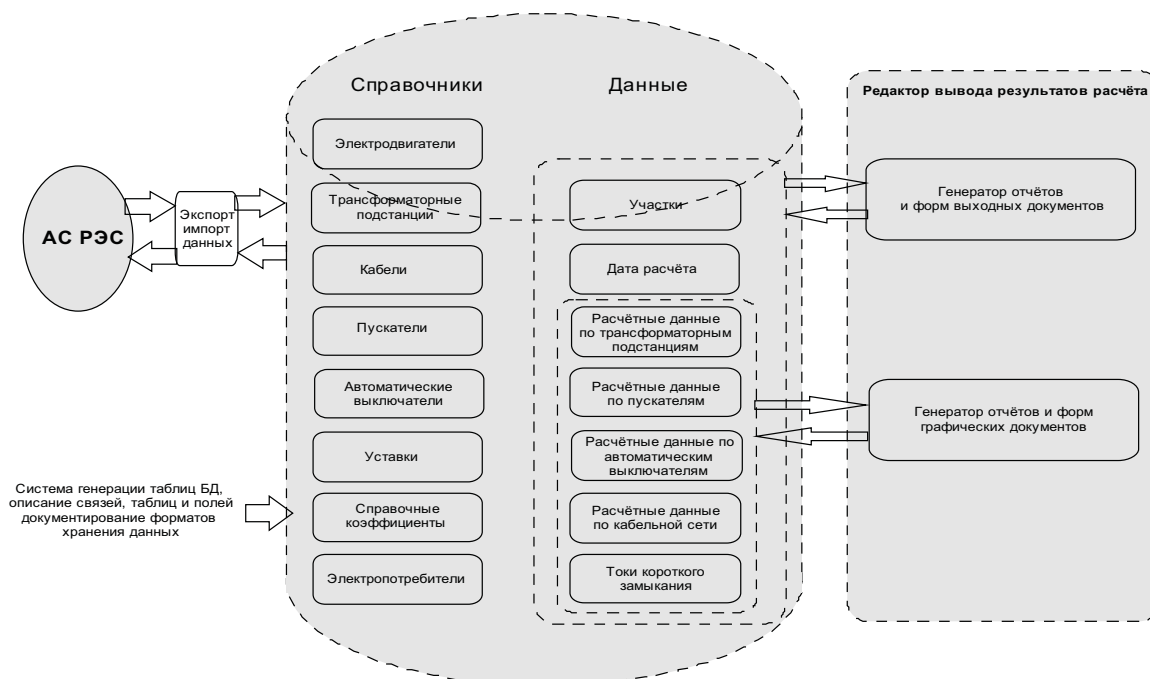 Справочники
Данные
Редактор вывода результатов расчёта
АС РЭС
Экспорт
импорт
данных
Электродвигатели
Трансформаторные
подстанции
Кабели
Пускатели
Автоматические
выключатели
Уставки
Справочные
коэффициенты
Электропотребители
Участки
Дата расчёта
Расчётные данные
по трансформаторным
подстанциям
Расчётные данные
по пускателям
Расчётные данные по
автоматическим
выключателям
Расчётные данные
по кабельной сети
Токи короткого
замыкания
Генератор отчётов
и форм выходных документов
Генератор отчётов и форм
графических документов
Система генерации таблиц БД,
описание связей, таблиц и полей
документирование форматов
хранения данных